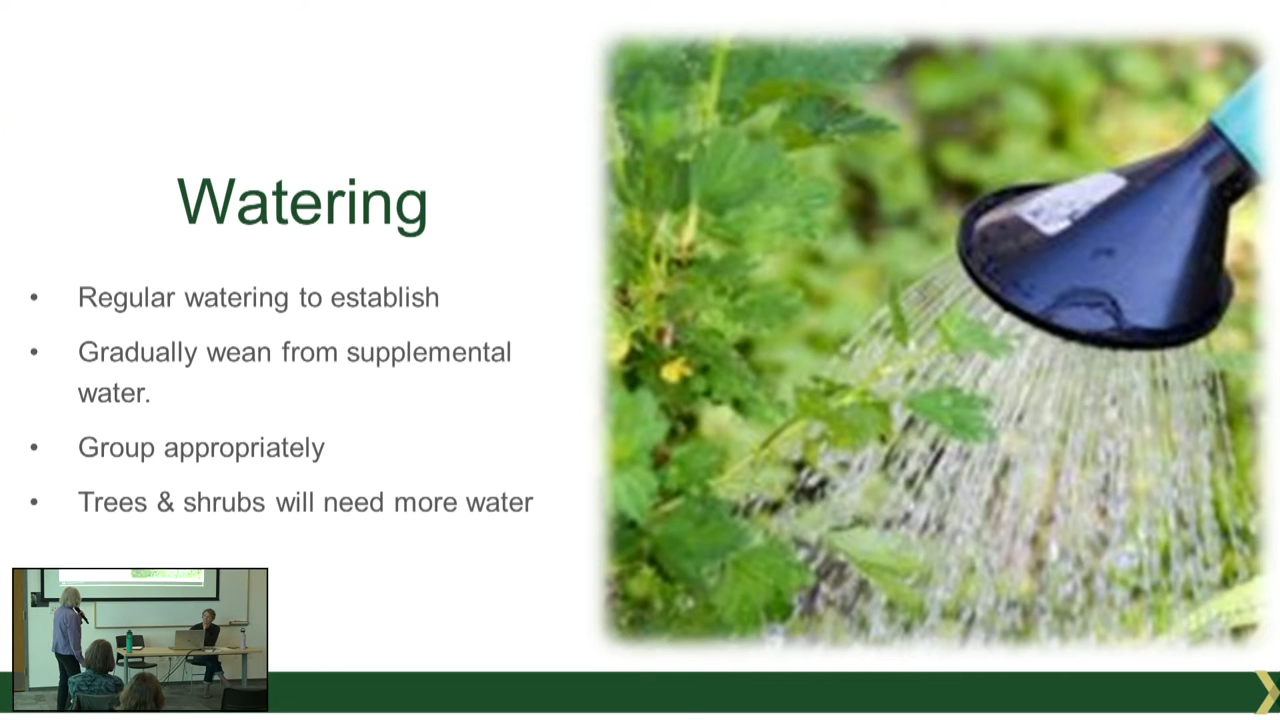 Watering
• Regular watering to establish
• Gradually wean from supplemental
water.
• Group appropriately
• Trees & shrubs will need more water